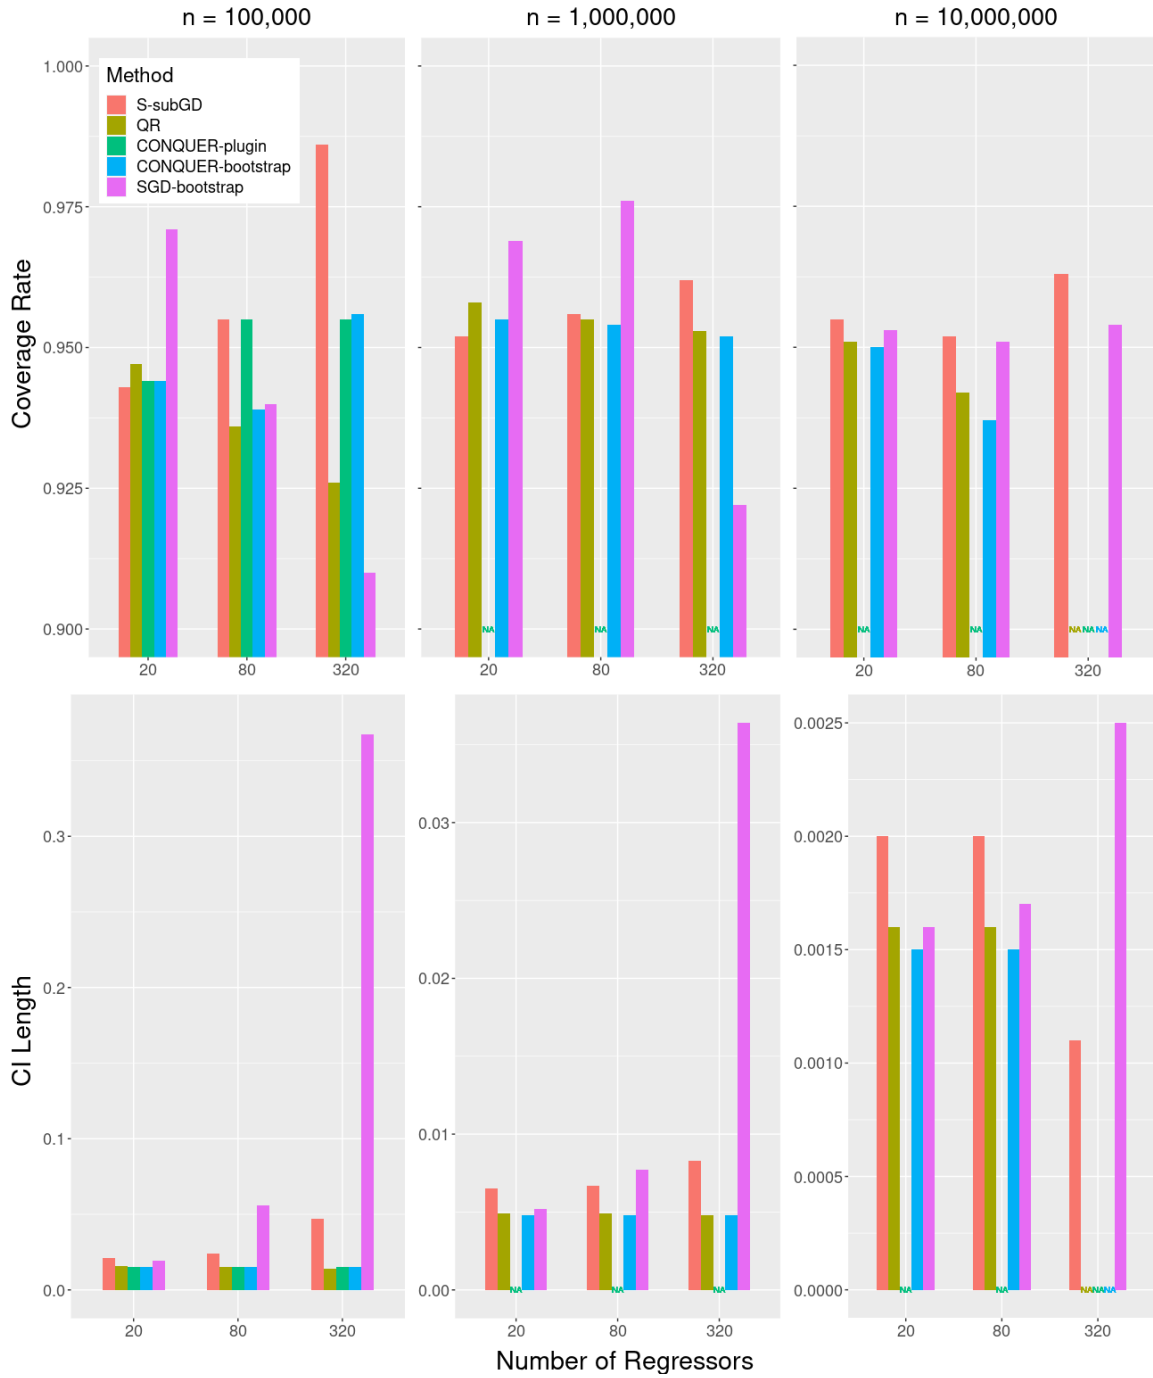 n = 100,000
n = 1,000,000
n = 10,000,000
Coverage Rate
1.000
0.975
0.950
0.925
0.900
Method
S-subGD
QR
CONQUER-plugin
CONQUER-bootstrap
SGD-bootstrap
NA NA NA
NA NA NA NA NA
20 80 320
20 80 320
20 80 320
CI Length
0.3
0.2
0.1
0.0
0.03
0.02
0.01
0.00
NA NA NA
0.0025
0.0020
0.0015
0.0010
0.0005
0.0000
NA NA NA NA NA
20 80 320
20 80 320
20 80 320
Number of Regressors